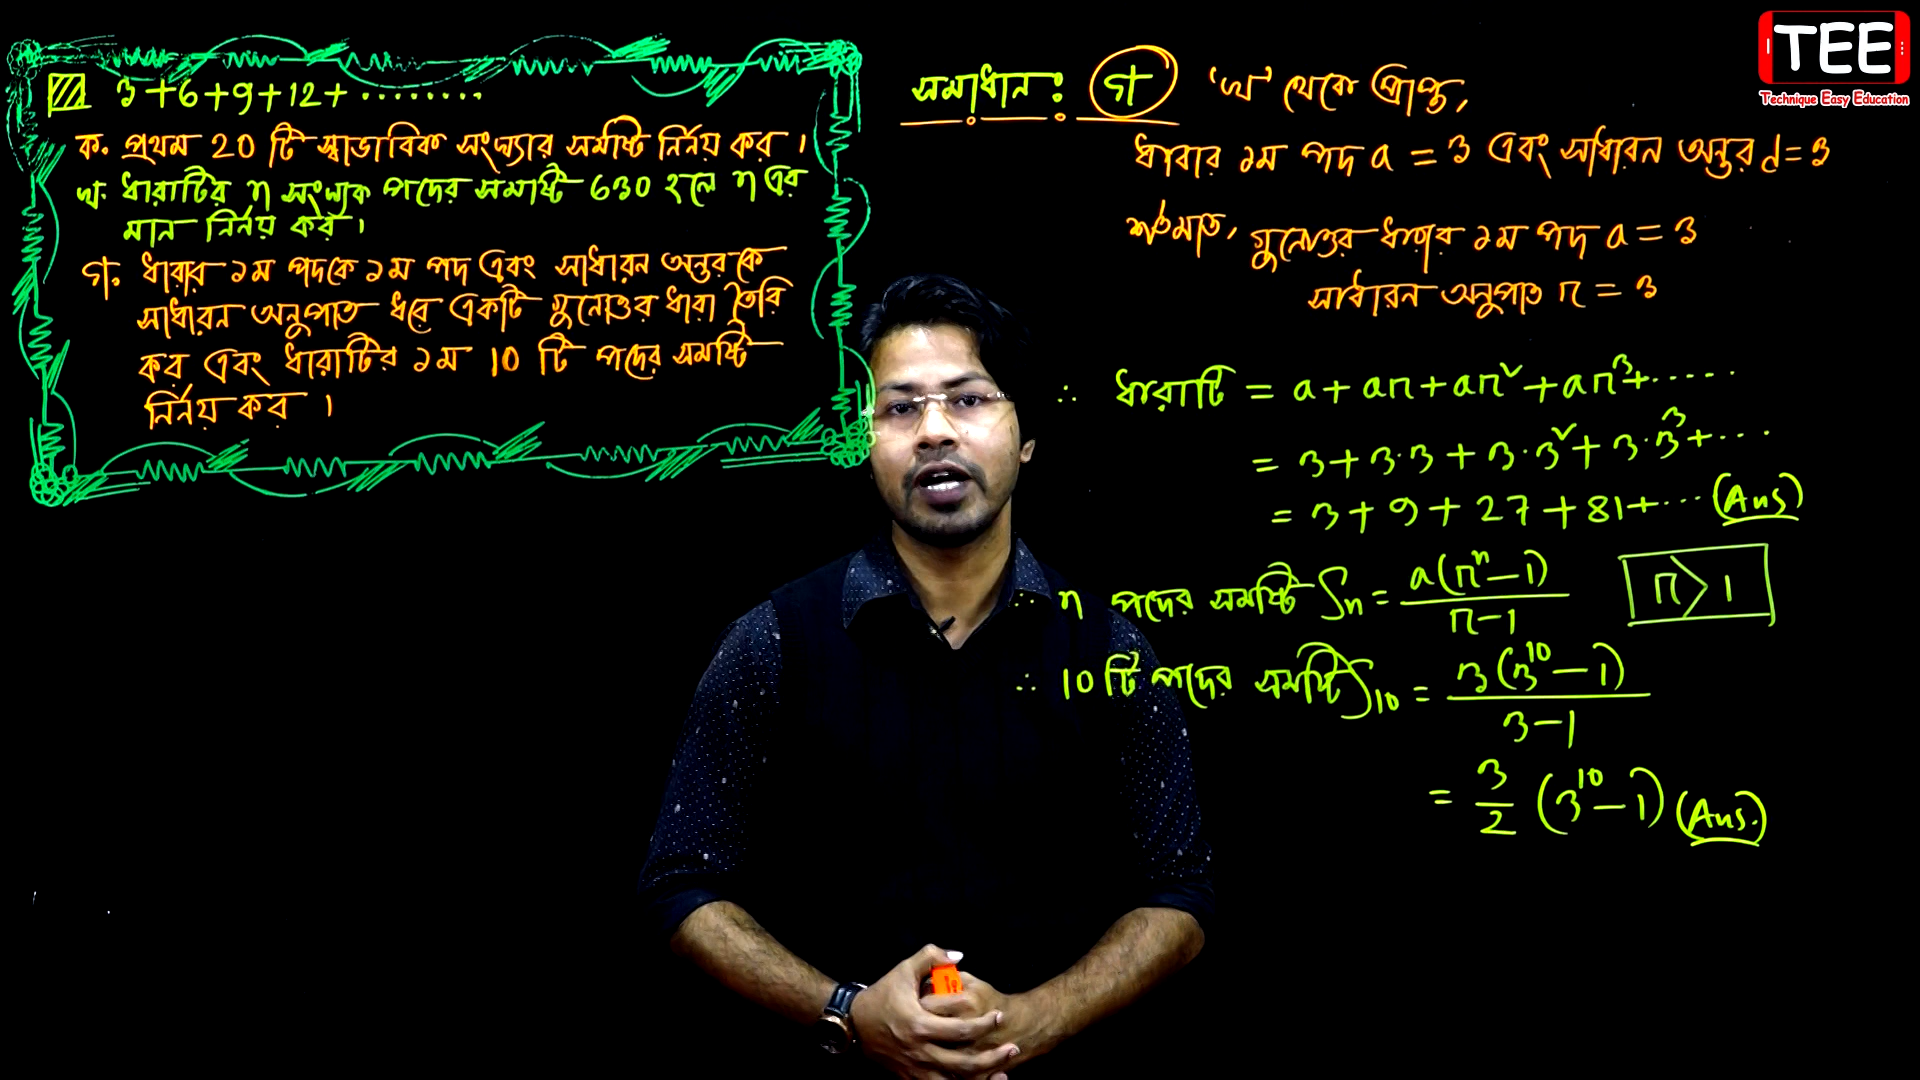 TEE
Technique Easy Education
3+6+9+12+ ........
ক. প্রথম 20 টি স্বাভাবিক সংখ্যার সমষ্টি নির্নয় কর।
খ. ধারাটির n সংখ্যক পদের সমষ্টি 630 হলে n এর
মান নির্নয় কর।
গ. ধারার ১ম পদকে ১ম পদ এবং সাধারন অন্তরকে
সাধারন অনুপাত ধরে একটি গুনোত্তর ধারা তৈরি
কর এবং ধারাটির ১ম 10 টি পদের সমষ্টি
নির্নয় কর।
সমাধান: গ 'খ' থেকে প্রাপ্ত,
ধারার ১ম পদ a = 3 এবং সাধারন অন্তর d = 3
শর্তমতে, গুনোত্তর ধারার ১ম পদ a = 3
সাধারন অনুপাত r = 3
∴ ধারাটি = a + ar + ar² + ar³ + .....
= 3 + 3·3 + 3·3² + 3·3³ + ...
= 3 + 9 + 27 + 81 + ... (Ans)
∴ n পদের সমষ্টি Sn = a(rⁿ-1)/r-1 r > 1
∴ 10 টি পদের সমষ্টি S10 = 3(3¹⁰-1)/3-1
= 3/2 (3¹⁰-1) (Ans.)